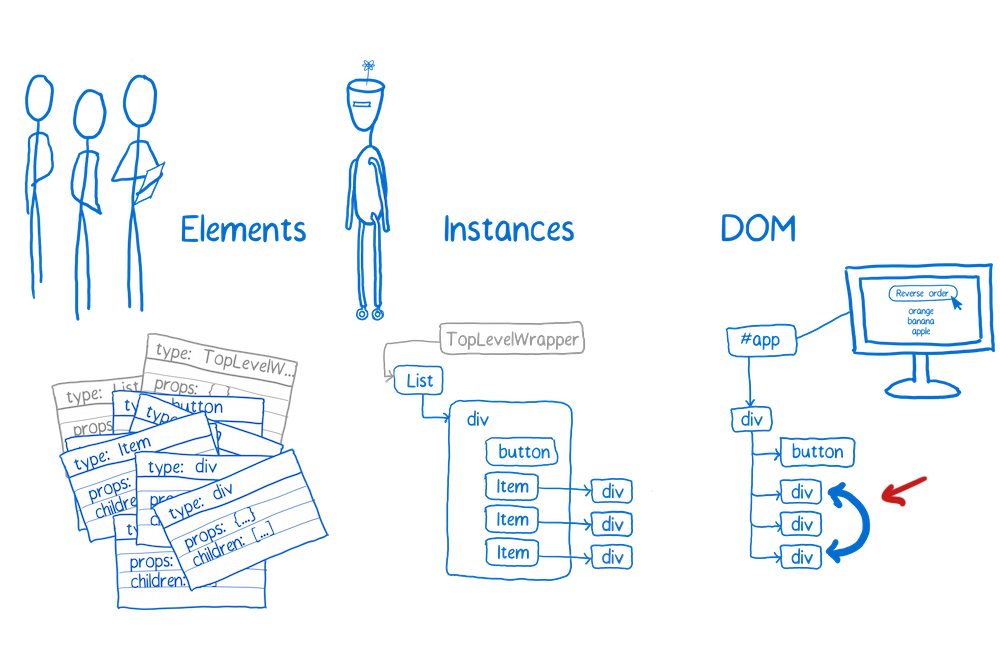 Elements
Instances
DOM
Reverse order
orange
banana
apple
type: TopLevelW...
props: {
type: List
props
button
type
type: Item
props:
children
type: div
type: div
props: {...}
children: [...]
props:
children:
TopLevelWrapper
List
div
button
Item
div
Item
div
Item
div
#app
div
button
div
div
div